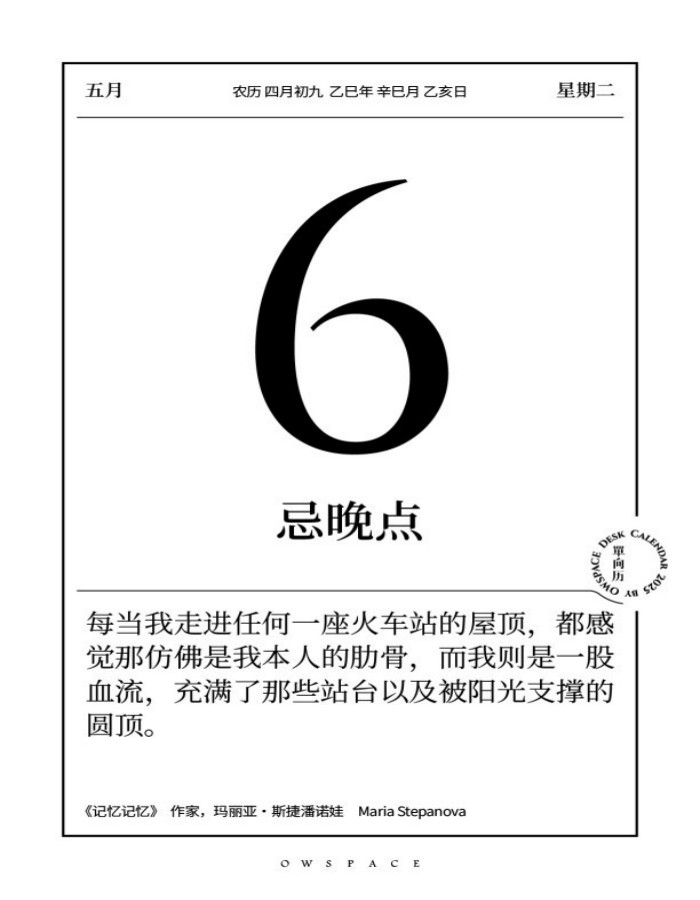 五月
农历 四月初九 乙巳年 辛巳月 乙亥日
星期二
6
忌晚点
OWSPACE DESK CALENDAR 2025 BY
單向历
每当我走进任何一座火车站的屋顶，都感
觉那仿佛是我本人的肋骨，而我则是一股
血流，充满了那些站台以及被阳光支撑的
圆顶。
《记忆记忆》 作家，玛丽亚·斯捷潘诺娃 Maria Stepanova
OWSPACE